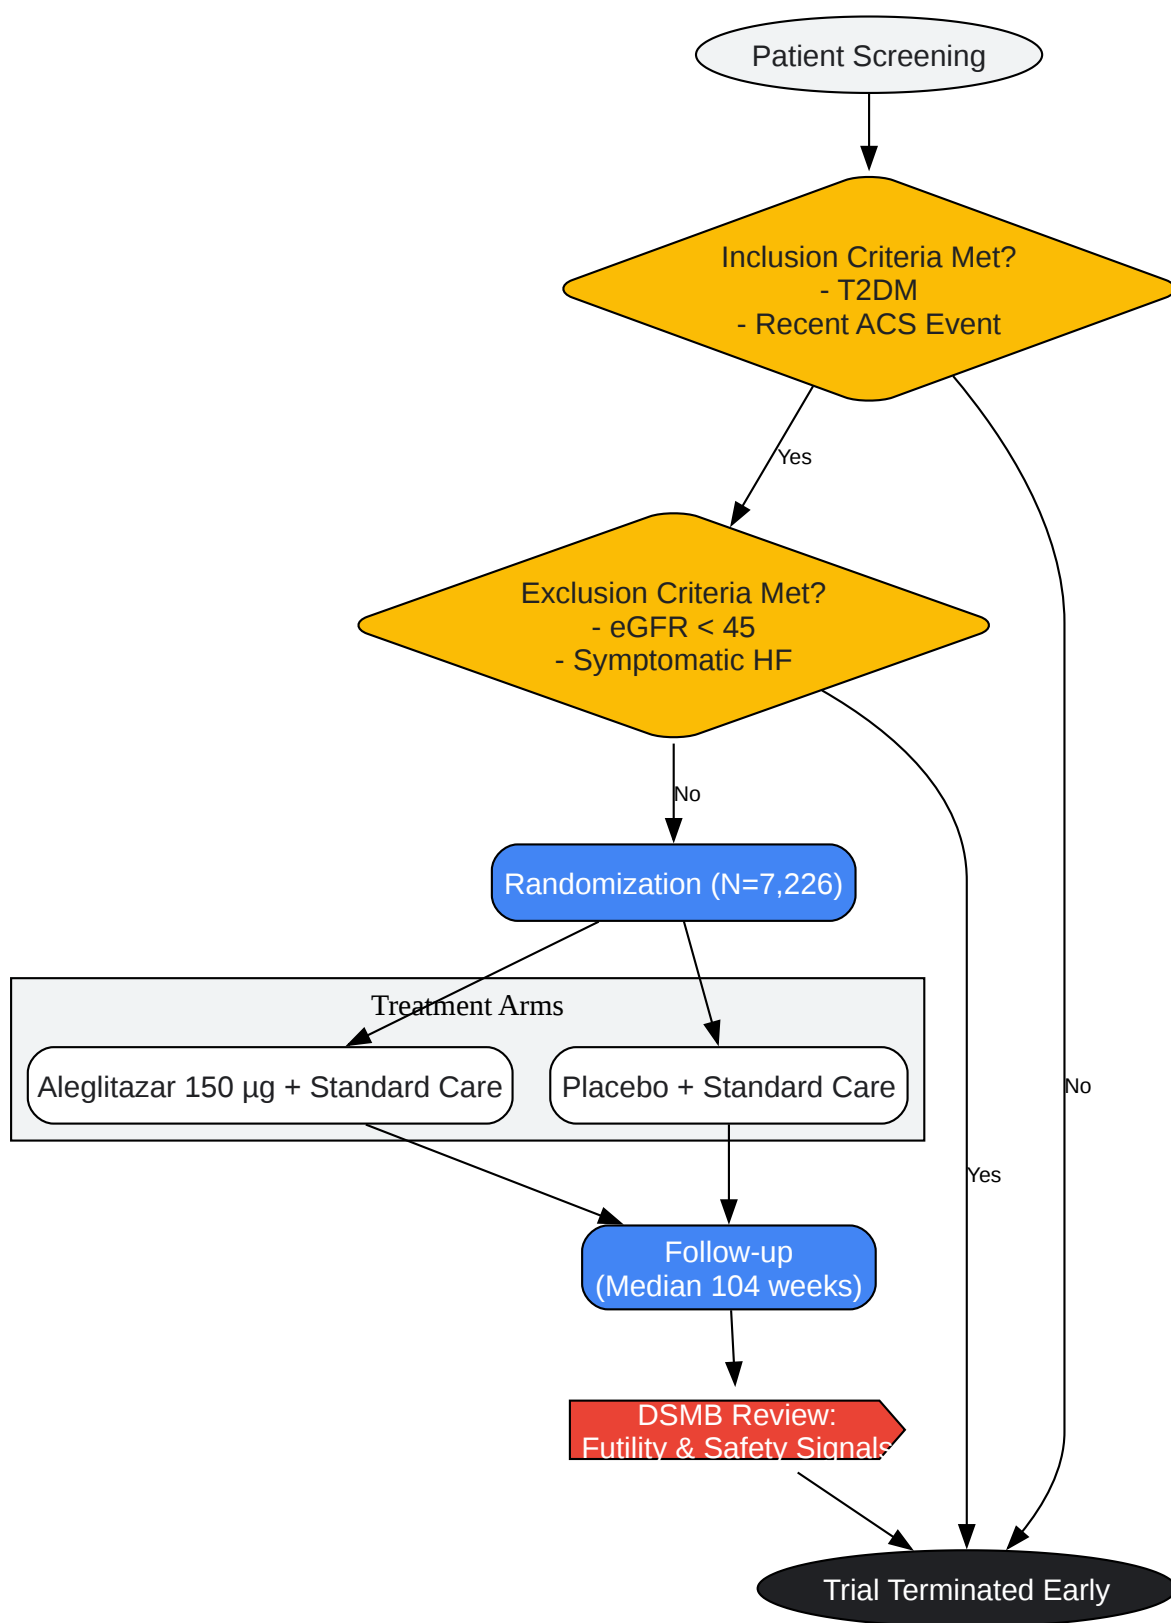 Patient Screening
Inclusion Criteria Met?
- T2DM
- Recent ACS Event
Yes
Exclusion Criteria Met?
- eGFR < 45
- Symptomatic HF
No
Randomization (N=7,226)
Treatment Arms
Aleglitazar 150 µg + Standard Care
Placebo + Standard Care
No
Yes
Follow-up
(Median 104 weeks)
DSMB Review:
Futility & Safety Signals
Trial Terminated Early